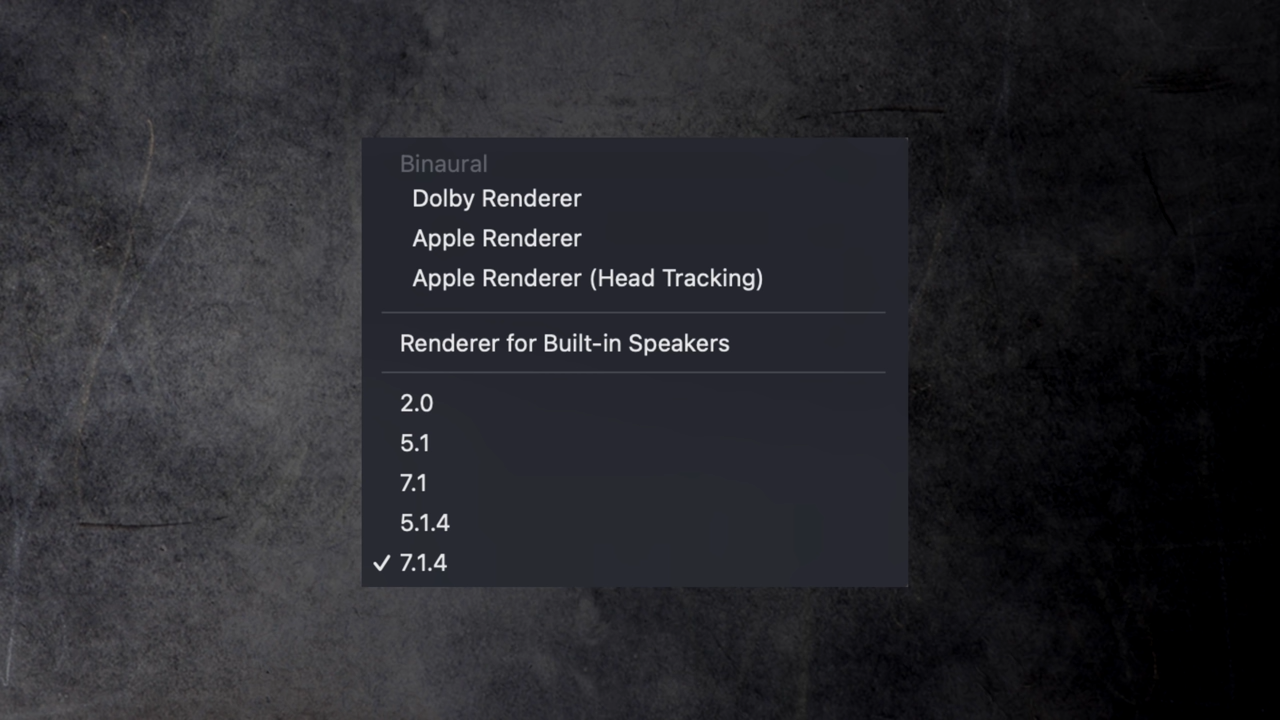 Binaural
Dolby Renderer
Apple Renderer
Apple Renderer (Head Tracking)
Renderer for Built-in Speakers
2.0
5.1
7.1
5.1.4
✓ 7.1.4